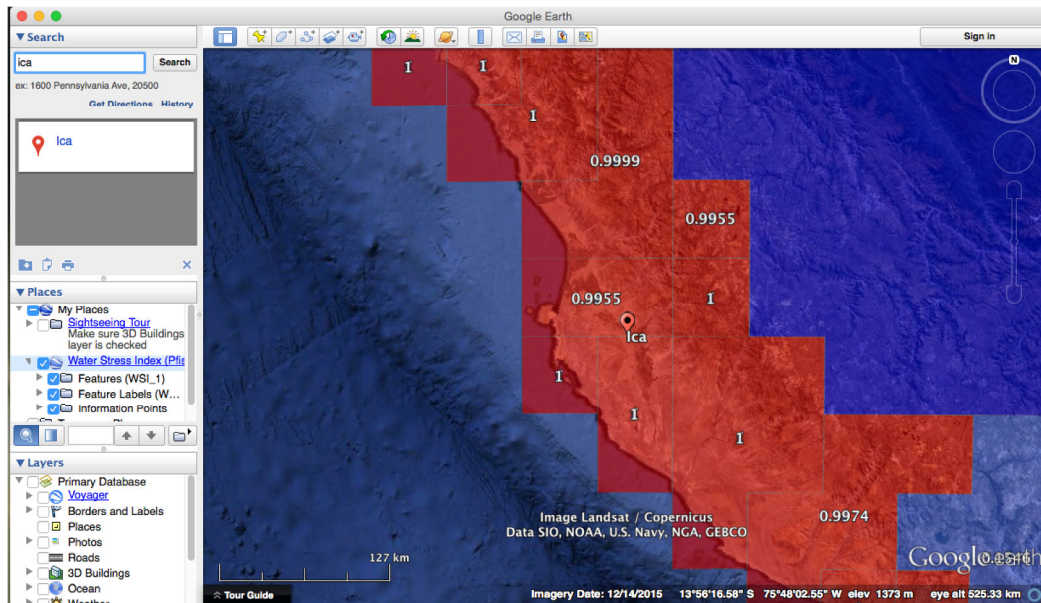 Google Earth
Search
ica
Search
ex: 1600 Pennsylvania Ave, 20500
Get Directions History
Ica
Places
My Places
Sightseeing Tour
Make sure 3D Buildings
layer is checked
Water Stress Index (Pfis
Features (WSI_1)
Feature Labels (W...
Information Points
Layers
Primary Database
Voyager
Borders and Labels
Places
Photos
Roads
3D Buildings
Ocean
Weather
Sign in
N
1
1
1
0.9999
0.9955
0.9955
1
Ica
1
1
1
0.9974
Image Landsat / Copernicus
Data SIO, NOAA, U.S. Navy, NGA, GEBCO
127 km
Google earth
Tour Guide
Imagery Date: 12/14/2015 13°56'16.58" S 75°48'02.55" W elev 1373 m eye alt 525.33 km